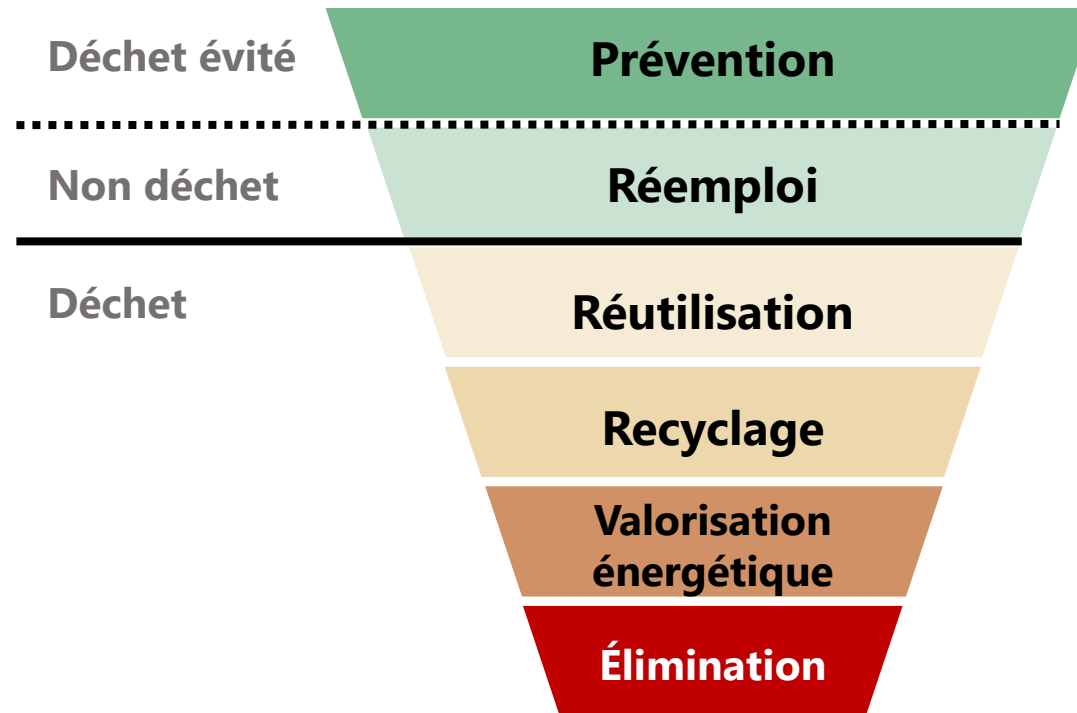 Déchet évité
Prévention
Non déchet
Réemploi
Déchet
Réutilisation
Recyclage
Valorisation
énergétique
Élimination